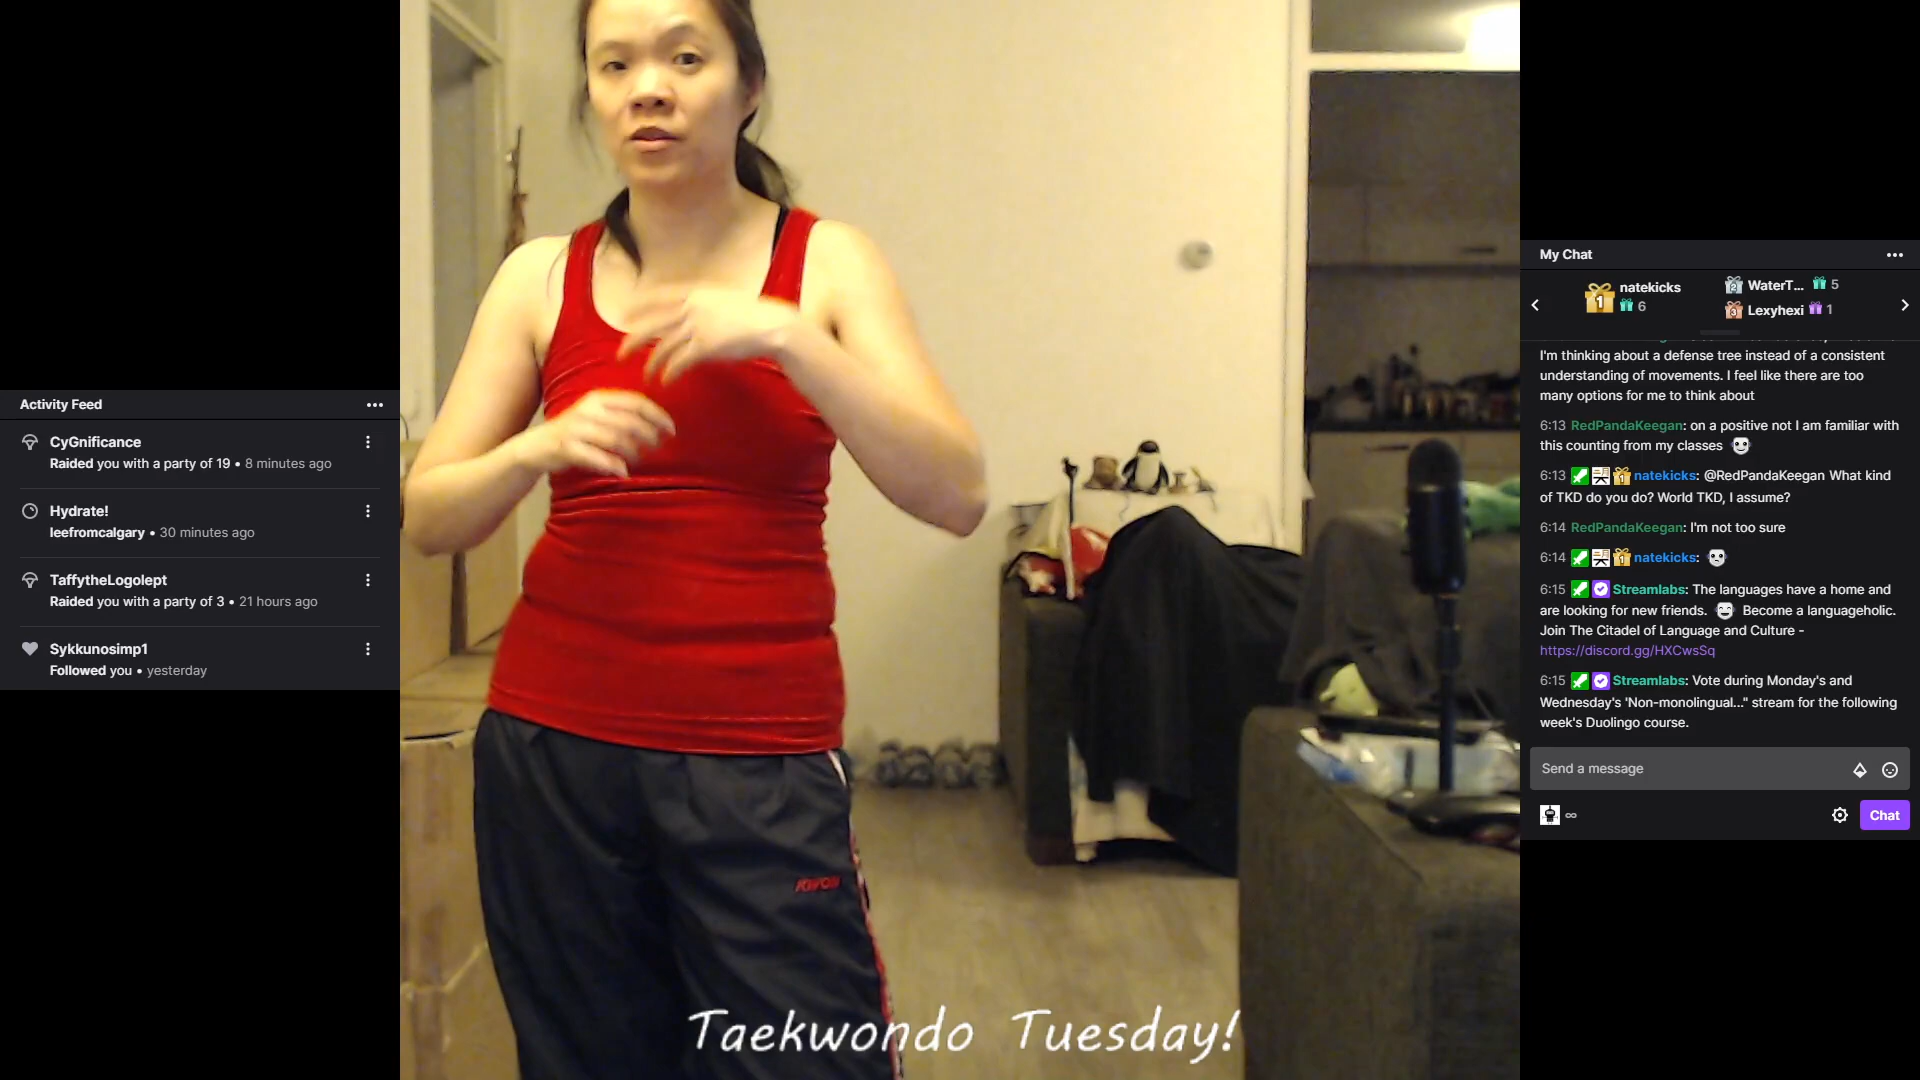 Activity Feed
CyGnificance
Raided you with a party of 19 • 8 minutes ago
Hydrate!
leefromcalgary • 30 minutes ago
TaffytheLogolept
Raided you with a party of 3 • 21 hours ago
Sykkunosimp1
Followed you • yesterday
KWON
Taekwondo Tuesday!
My Chat
1 natekicks
6
2 WaterT... 5
3 Lexyhexi 1
I'm thinking about a defense tree instead of a consistent
understanding of movements. I feel like there are too
many options for me to think about
6:13 RedPandaKeegan: on a positive not I am familiar with
this counting from my classes
6:13 natekicks: @RedPandaKeegan What kind
of TKD do you do? World TKD, I assume?
6:14 RedPandaKeegan: I'm not too sure
6:14 natekicks:
6:15 Streamlabs: The languages have a home and
are looking for new friends. Become a languageholic.
Join The Citadel of Language and Culture -
https://discord.gg/HXCwsSq
6:15 Streamlabs: Vote during Monday's and
Wednesday's 'Non-monolingual..." stream for the following
week's Duolingo course.
Send a message
∞
Chat